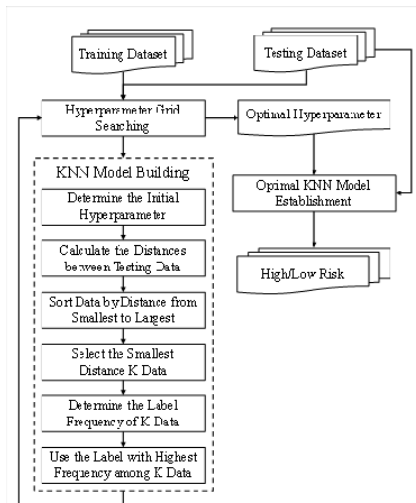 Training Dataset
Testing Dataset
Hyperparameter Grid
Searching
Optimal Hyperparameter
KNN Model Building
Determine the Initial
Hyperparameter
Optimal KNN Model
Establishment
Calculate the Distances
between Testing Data
High/Low Risk
Sort Data by Distance from
Smallest to Largest
Select the Smallest
Distance K Data
Determine the Label
Frequency of K Data
Use the Label with Highest
Frequency among K Data